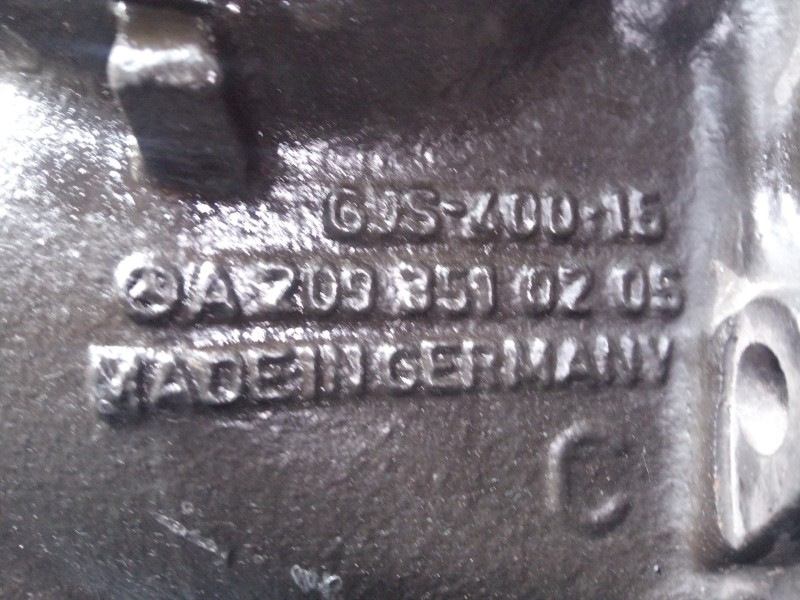 GJS-400-15
A 209 351 02 05
MADE IN GERMANY
C